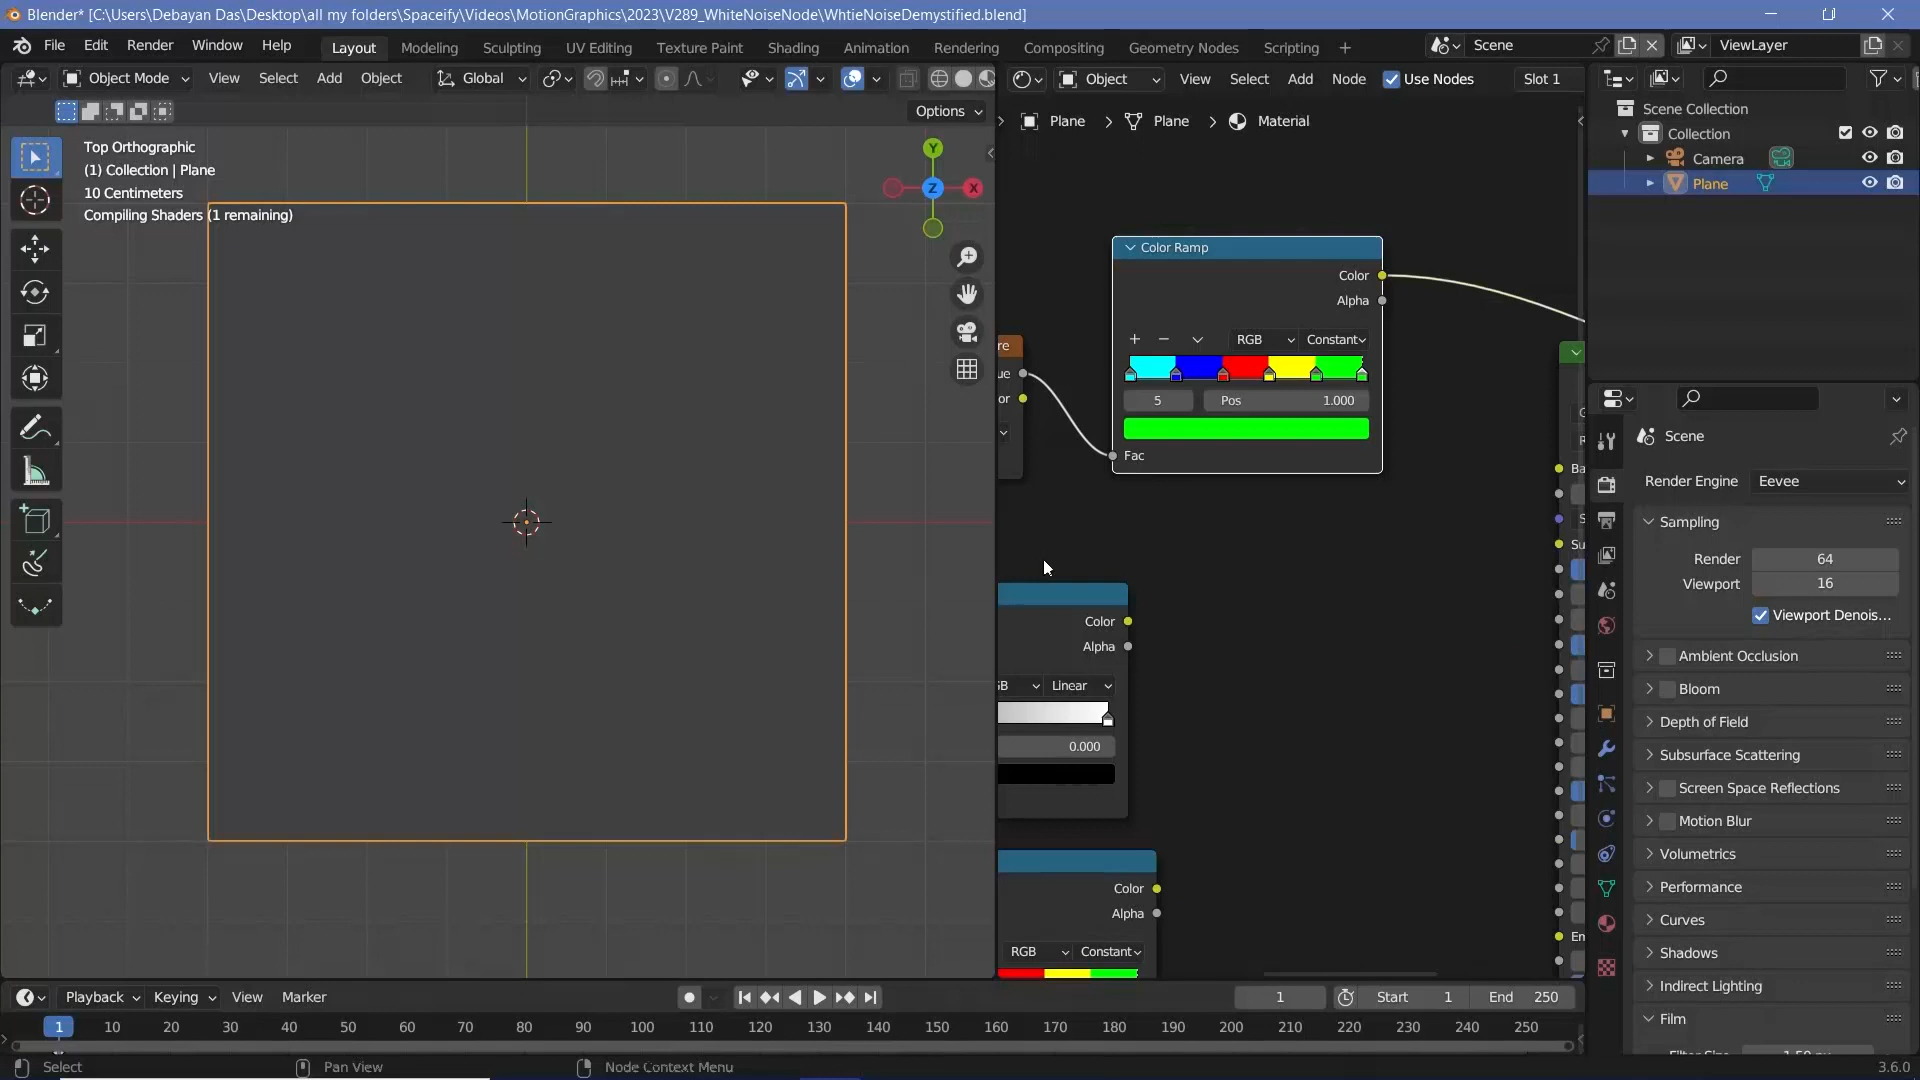 Blender* [C:\Users\Debayan Das\Desktop\all my folders\Spaceify\Videos\MotionGraphics\2023\V289_WhiteNoiseNode\WhtieNoiseDemystified.blend]
File Edit Render Window Help Layout Modeling Sculpting UV Editing Texture Paint Shading Animation Rendering Compositing Geometry Nodes Scripting + Scene ViewLayer
Object Mode View Select Add Object Global Object View Select Add Node Use Nodes Slot 1
Options
Plane > Plane > Material
Scene Collection
Collection
Camera
Plane
Top Orthographic
(1) Collection | Plane
10 Centimeters
Compiling Shaders (1 remaining)
Y
Z
X
Color Ramp
Color
Alpha
RGB Constant
5 Pos 1.000
Fac
re
ue
or
Color
Alpha
GB Linear
0.000
Color
Alpha
RGB Constant
G
R
Ba
S
Su
Em
Scene
Render Engine Eevee
Sampling
Render 64
Viewport 16
Viewport Denois...
Ambient Occlusion
Bloom
Depth of Field
Subsurface Scattering
Screen Space Reflections
Motion Blur
Volumetrics
Performance
Curves
Shadows
Indirect Lighting
Film
Playback Keying View Marker 1 Start 1 End 250
1 10 20 30 40 50 60 70 80 90 100 110 120 130 140 150 160 170 180 190 200 210 220 230 240 250
Select Pan View Node Context Menu 3.6.0